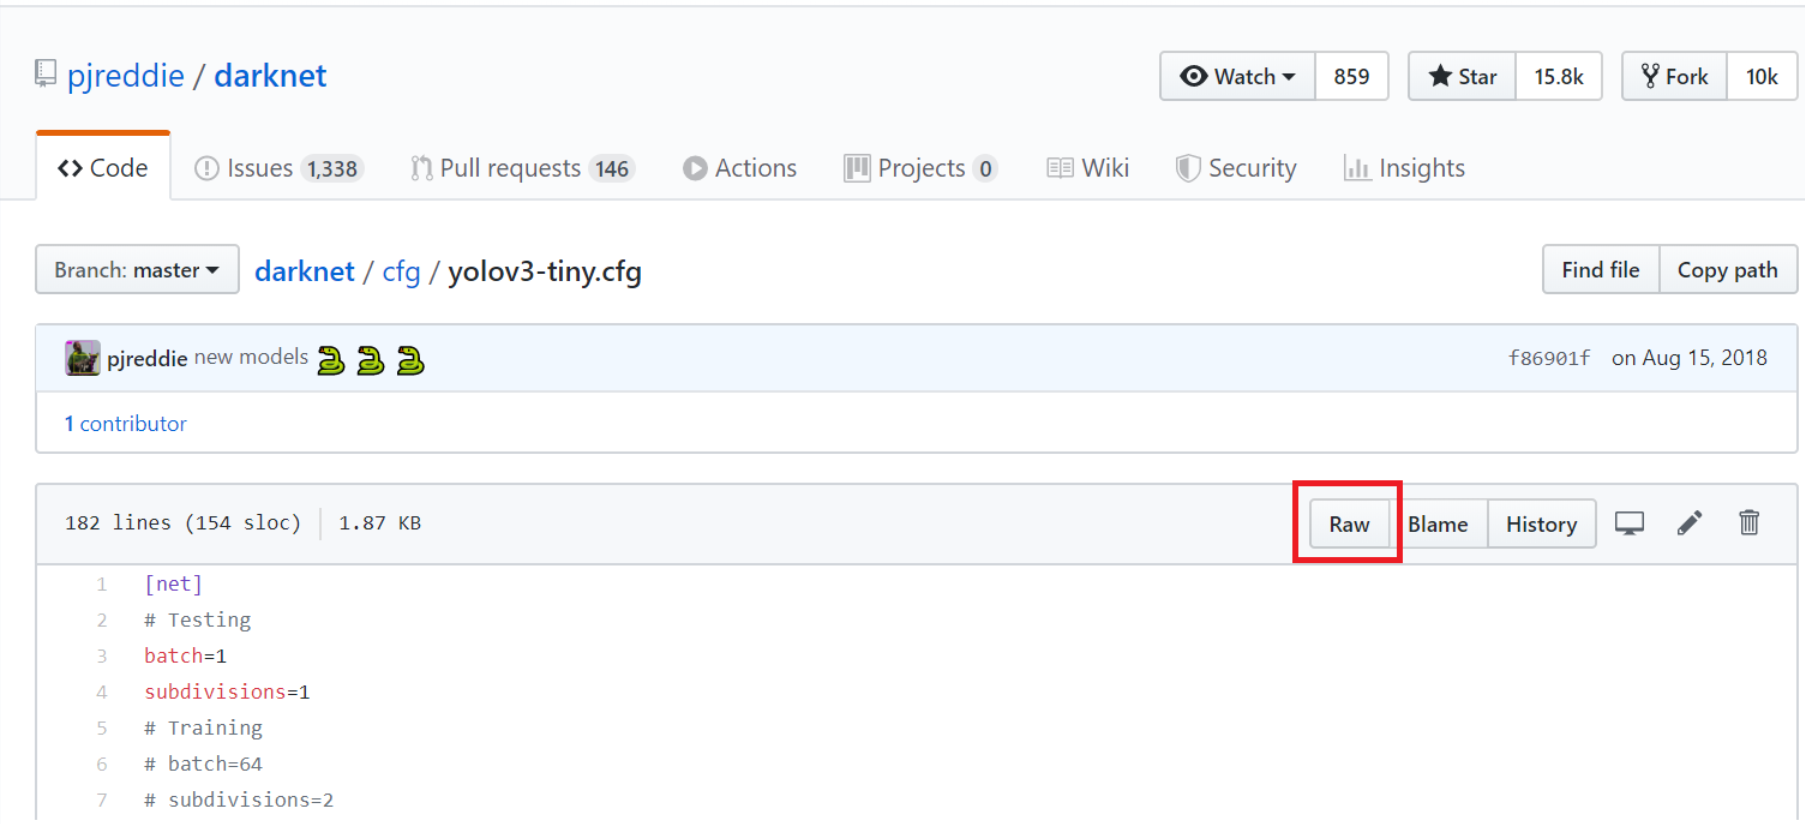 pjreddie / darknet
Watch 859 Star 15.8k Fork 10k
Code Issues 1,338 Pull requests 146 Actions Projects 0 Wiki Security Insights
Branch: master darknet / cfg / yolov3-tiny.cfg Find file Copy path
pjreddie new models f86901f on Aug 15, 2018
1 contributor
182 lines (154 sloc) 1.87 KB Raw Blame History
1 [net]
2 # Testing
3 batch=1
4 subdivisions=1
5 # Training
6 # batch=64
7 # subdivisions=2